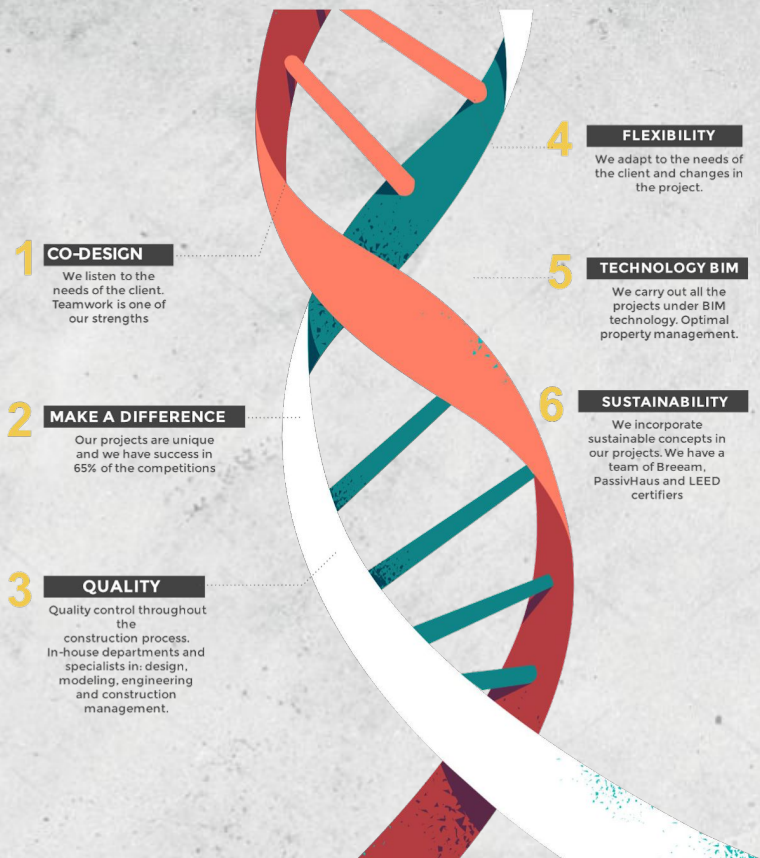 1
CO-DESIGN
We listen to the
needs of the client.
Teamwork is one of
our strengths
2
MAKE A DIFFERENCE
Our projects are unique
and we have success in
65% of the competitions
3
QUALITY
Quality control throughout
the
construction process.
In-house departments and
specialists in: design,
modeling, engineering
and construction
management.
4
FLEXIBILITY
We adapt to the needs of
the client and changes in
the project.
5
TECHNOLOGY BIM
We carry out all the
projects under BIM
technology. Optimal
property management.
6
SUSTAINABILITY
We incorporate
sustainable concepts in
our projects. We have a
team of Breeam,
PassivHaus and LEED
certifiers